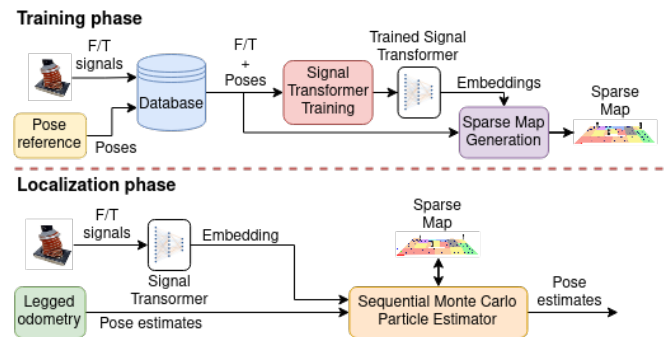 Training phase
F/T
signals
Pose
reference
Poses
Database
F/T
+
Poses
Signal
Transformer
Training
Trained Signal
Transformer
Embeddings
Sparse Map
Generation
Sparse
Map
Localization phase
F/T
signals
Signal
Transormer
Embedding
Legged
odometry
Pose estimates
Sparse
Map
Sequential Monte Carlo
Particle Estimator
Pose
estimates